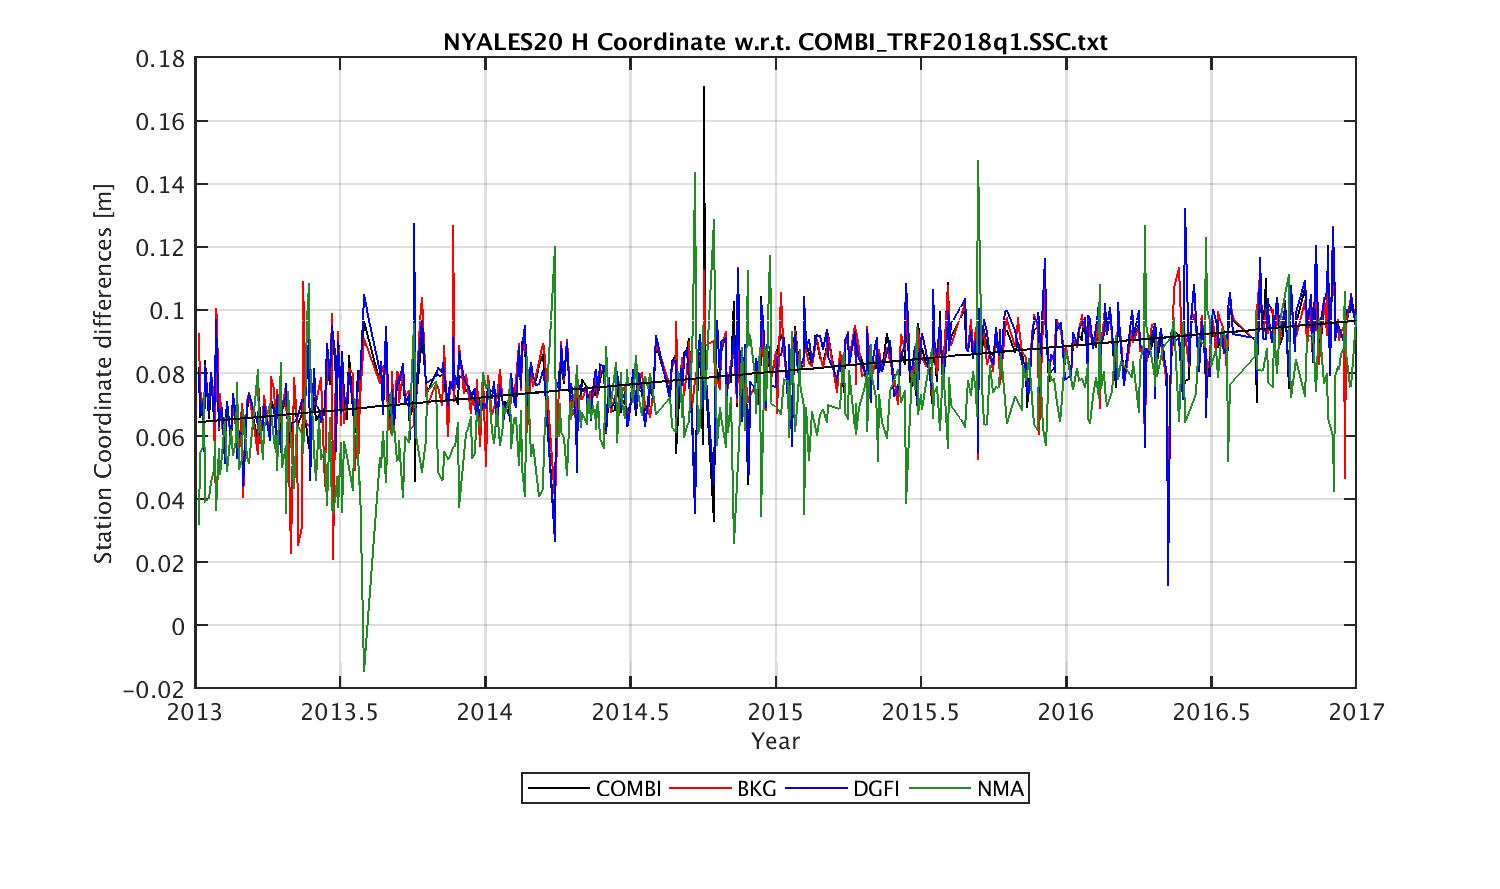 NYALES20 H Coordinate w.r.t. COMBI_TRF2018q1.SSC.txt
0.18
0.16
0.14
0.12
0.1
0.08
0.06
0.04
0.02
0
−0.02
Station Coordinate differences [m]
2013 2013.5 2014 2014.5 2015 2015.5 2016 2016.5 2017
Year
COMBI BKG DGFI NMA